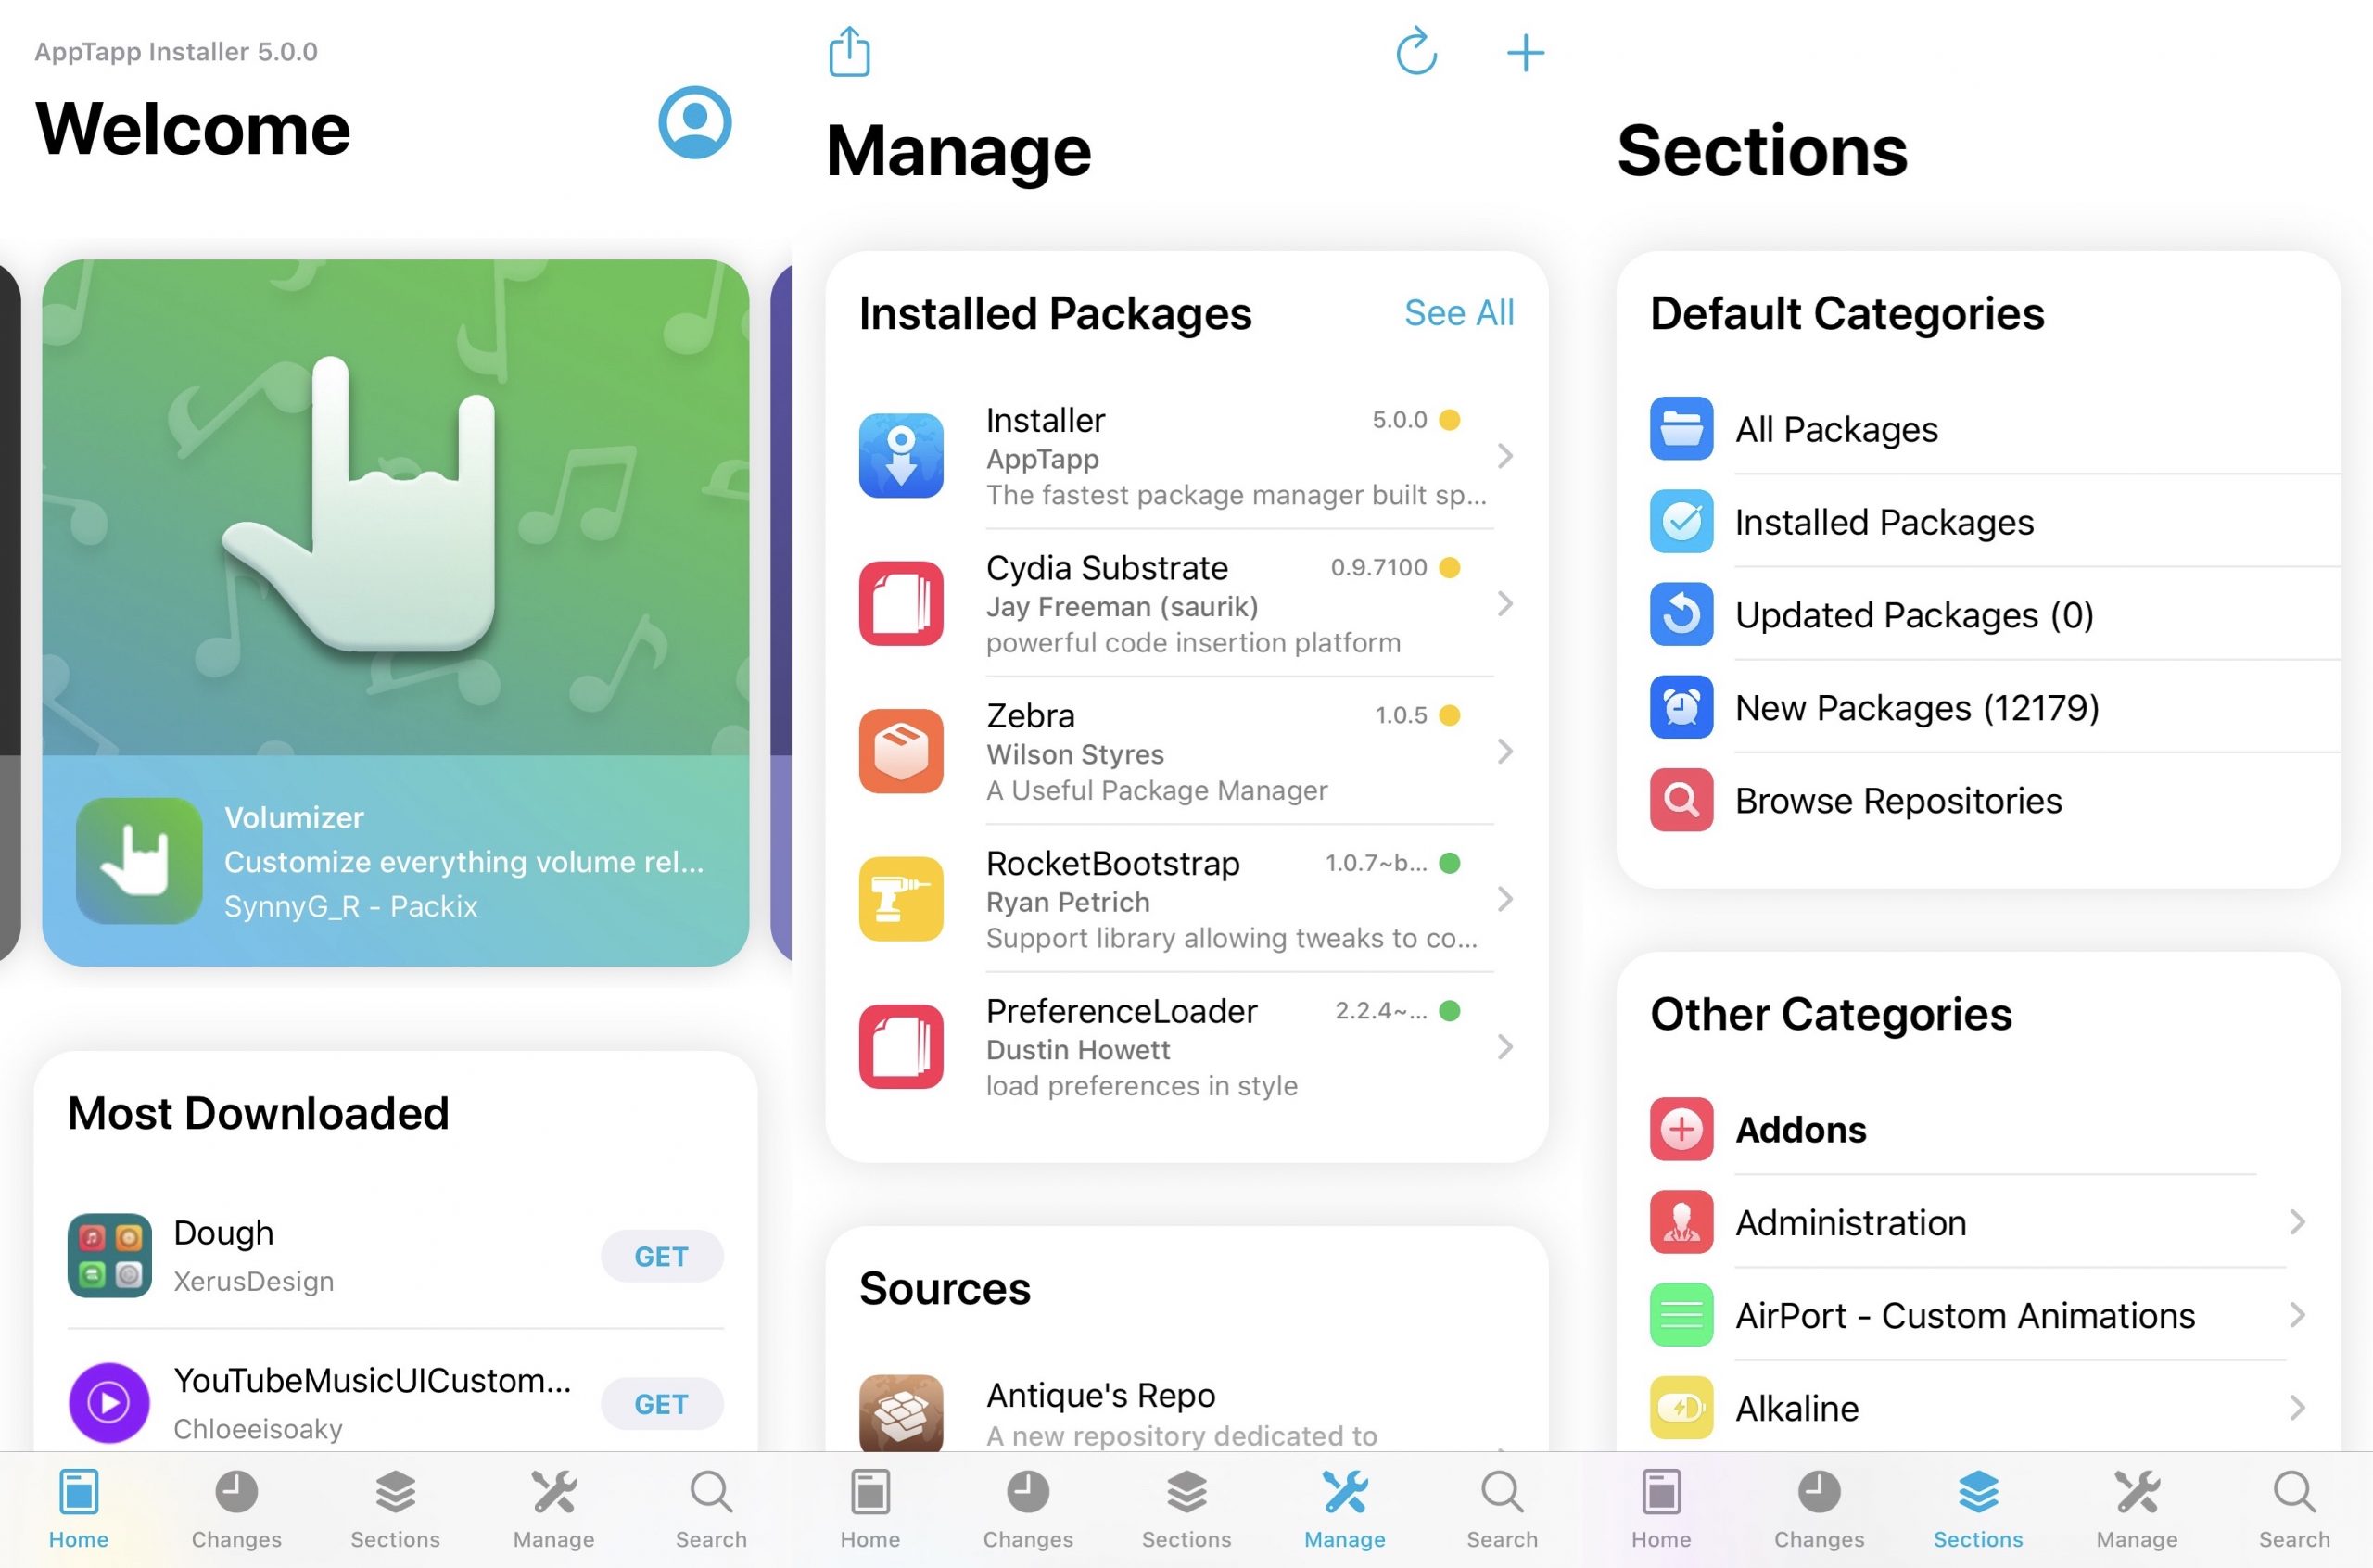 AppTapp Installer 5.0.0
Welcome
Volumizer
Customize everything volume rel...
SynnyG_R - Packix
Most Downloaded
Dough
XerusDesign
GET
YouTubeMusicUICustom...
Chloeeisoaky
GET
Home
Changes
Sections
Manage
Search
Manage
Installed Packages
See All
Installer
5.0.0
AppTapp
The fastest package manager built sp...
Cydia Substrate
0.9.7100
Jay Freeman (saurik)
powerful code insertion platform
Zebra
1.0.5
Wilson Styres
A Useful Package Manager
RocketBootstrap
1.0.7~b...
Ryan Petrich
Support library allowing tweaks to co...
PreferenceLoader
2.2.4~...
Dustin Howett
load preferences in style
Sources
Antique's Repo
A new repository dedicated to
Home
Changes
Sections
Manage
Search
Sections
Default Categories
All Packages
Installed Packages
Updated Packages (0)
New Packages (12179)
Browse Repositories
Other Categories
Addons
Administration
AirPort - Custom Animations
Alkaline
Home
Changes
Sections
Manage
Search